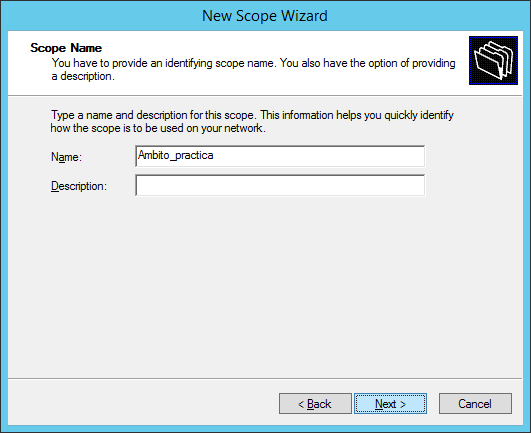 New Scope Wizard
Scope Name
You have to provide an identifying scope name. You also have the option of providing
a description.
Type a name and description for this scope. This information helps you quickly identify
how the scope is to be used on your network.
Name:
Ambito_practica
Description:
< Back
Next >
Cancel